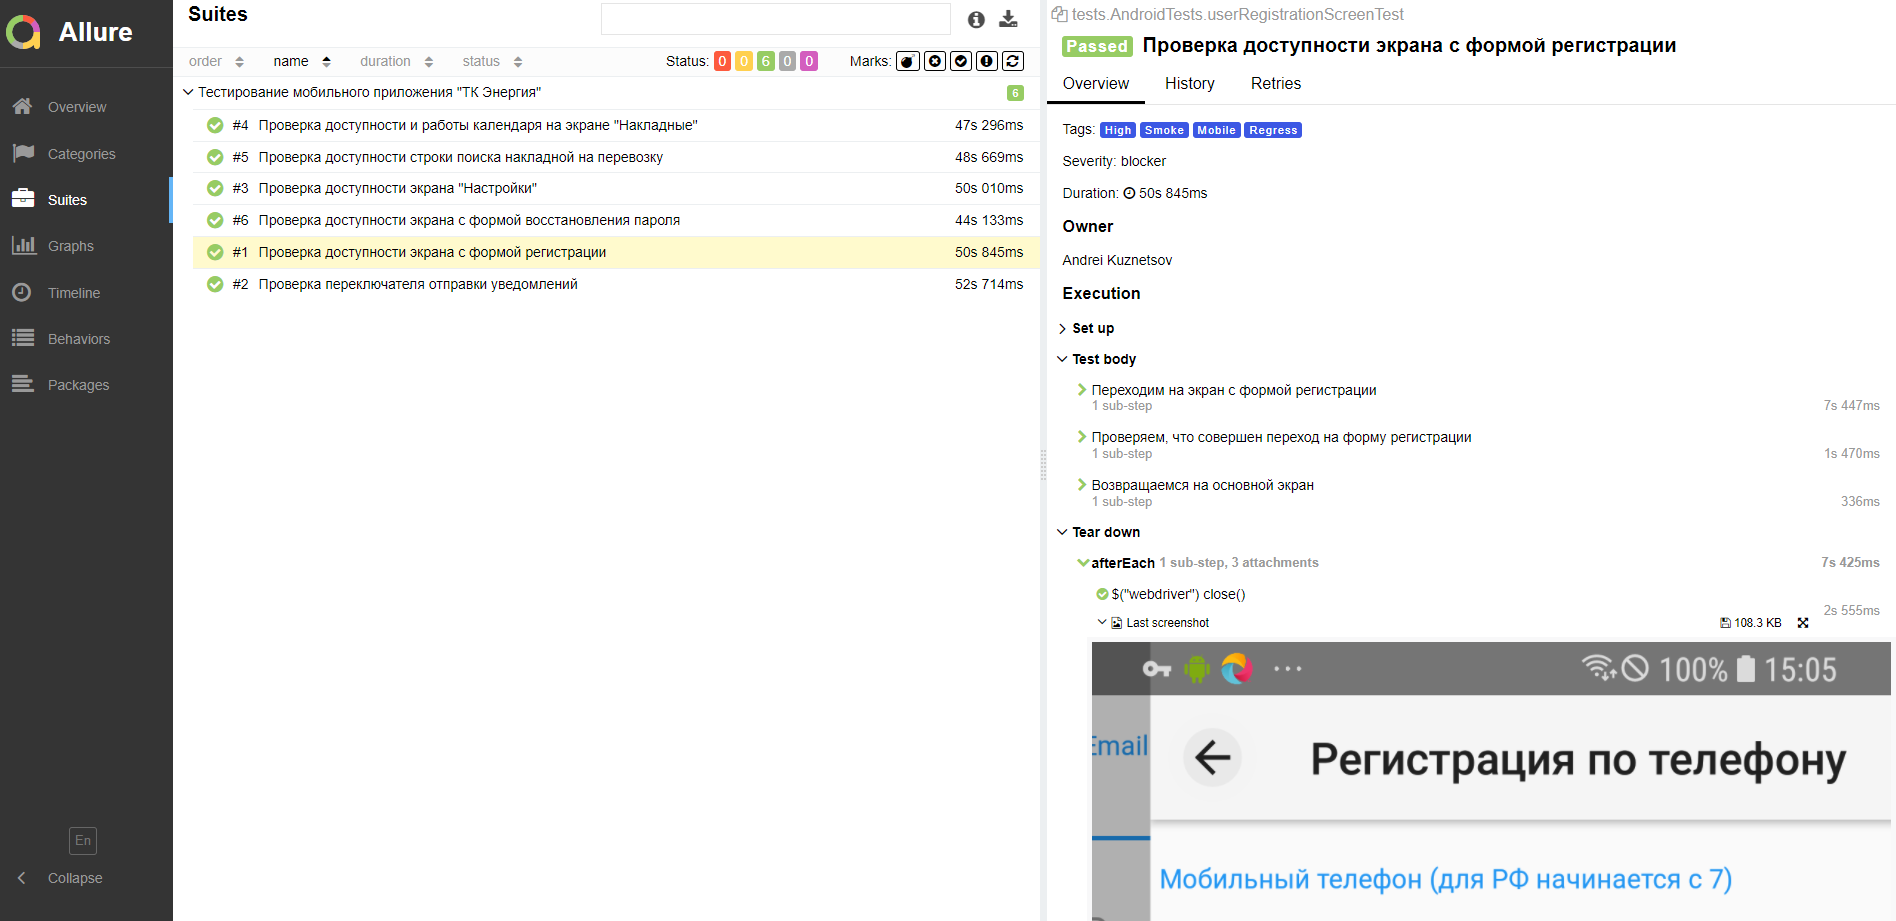 Allure
Overview
Categories
Suites
Graphs
Timeline
Behaviors
Packages
En
Collapse
Suites
order name duration status Status: 0 0 6 0 0 Marks:
Тестирование мобильного приложения "ТК Энергия" 6
#4 Проверка доступности и работы календаря на экране "Накладные" 47s 296ms
#5 Проверка доступности строки поиска накладной на перевозку 48s 669ms
#3 Проверка доступности экрана "Настройки" 50s 010ms
#6 Проверка доступности экрана с формой восстановления пароля 44s 133ms
#1 Проверка доступности экрана с формой регистрации 50s 845ms
#2 Проверка переключателя отправки уведомлений 52s 714ms
tests.AndroidTests.userRegistrationScreenTest
Passed Проверка доступности экрана с формой регистрации
Overview History Retries
Tags: High Smoke Mobile Regress
Severity: blocker
Duration: 50s 845ms
Owner
Andrei Kuznetsov
Execution
Set up
Test body
Переходим на экран с формой регистрации
1 sub-step 7s 447ms
Проверяем, что совершен переход на форму регистрации
1 sub-step 1s 470ms
Возвращаемся на основной экран
1 sub-step 336ms
Tear down
afterEach 1 sub-step, 3 attachments 7s 425ms
$("webdriver") close()
2s 555ms
Last screenshot 108.3 KB
100% 15:05
Email
Регистрация по телефону
Мобильный телефон (для РФ начинается с 7)